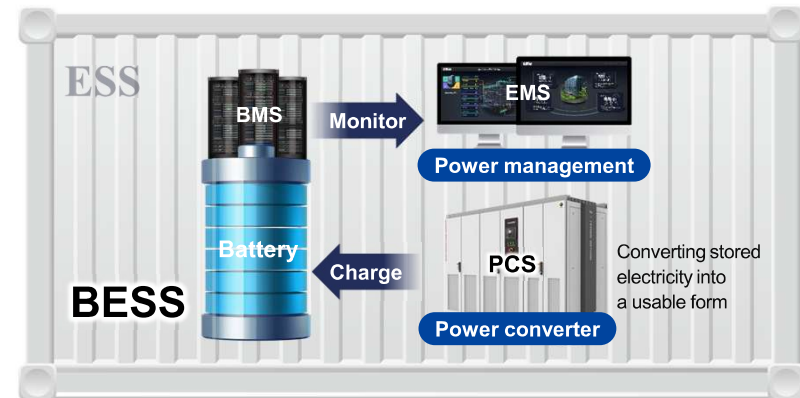 ESS
BMS
Monitor
EMS
Power management
Battery
Charge
PCS
Converting stored
electricity into
a usable form
BESS
Power converter